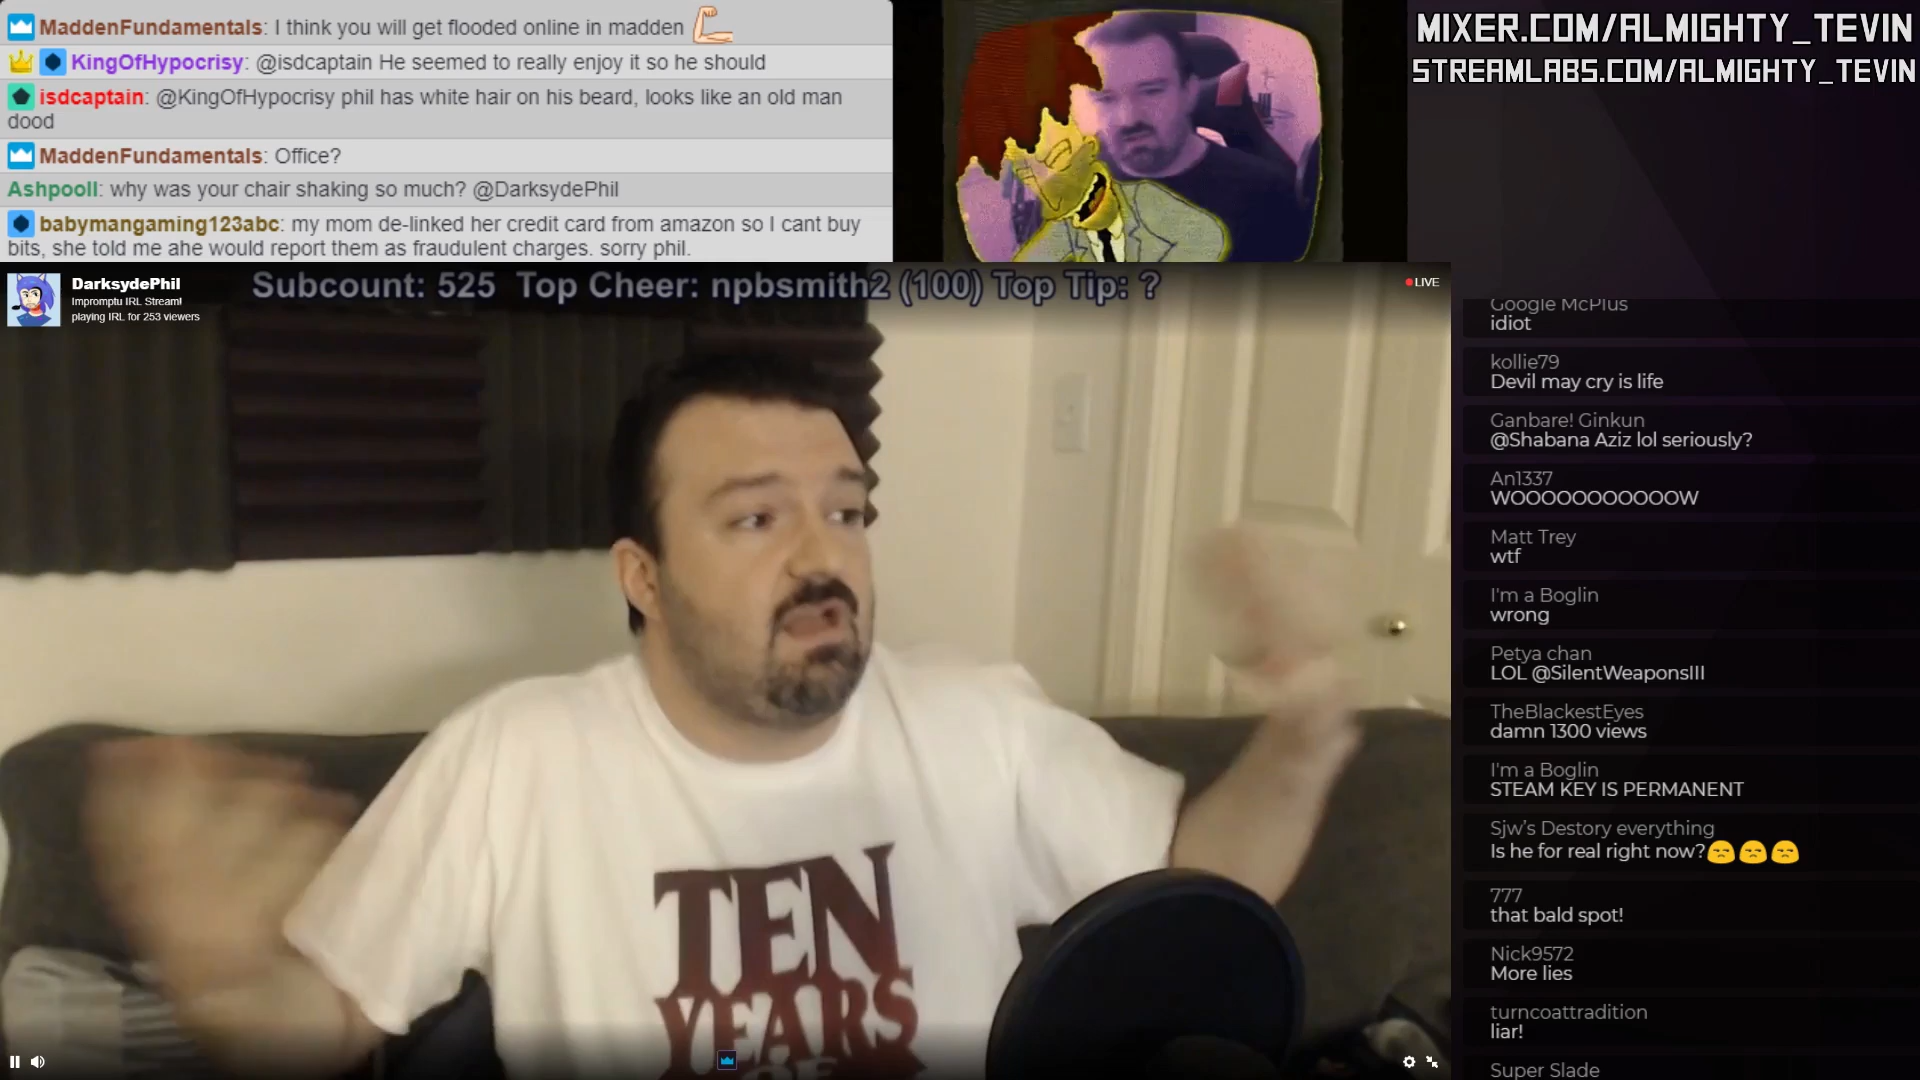 MaddenFundamentals: I think you will get flooded online in madden
KingOfHypocrisy: @isdcaptain He seemed to really enjoy it so he should
isdcaptain: @KingOfHypocrisy phil has white hair on his beard, looks like an old man
dood
MaddenFundamentals: Office?
Ashpooll: why was your chair shaking so much? @DarksydePhil
babymangaming123abc: my mom de-linked her credit card from amazon so I cant buy
bits, she told me ahe would report them as fraudulent charges. sorry phil.
MIXER.COM/ALMIGHTY_TEVIN
STREAMLABS.COM/ALMIGHTY_TEVIN
DarksydePhil
Impromptu IRL Stream!
playing IRL for 253 viewers
Subcount: 525 Top Cheer: npbsmith2 (100) Top Tip: ?
LIVE
Google McPlus
idiot
kollie79
Devil may cry is life
Ganbare! Ginkun
@Shabana Aziz lol seriously?
An1337
WOOOOOOOOOOOW
Matt Trey
wtf
I'm a Boglin
wrong
Petya chan
LOL @SilentWeaponsIII
TheBlackestEyes
damn 1300 views
I'm a Boglin
STEAM KEY IS PERMANENT
Sjw's Destory everything
Is he for real right now?
777
that bald spot!
Nick9572
More lies
turncoattradition
liar!
Super Slade
TEN
YEARS
OF